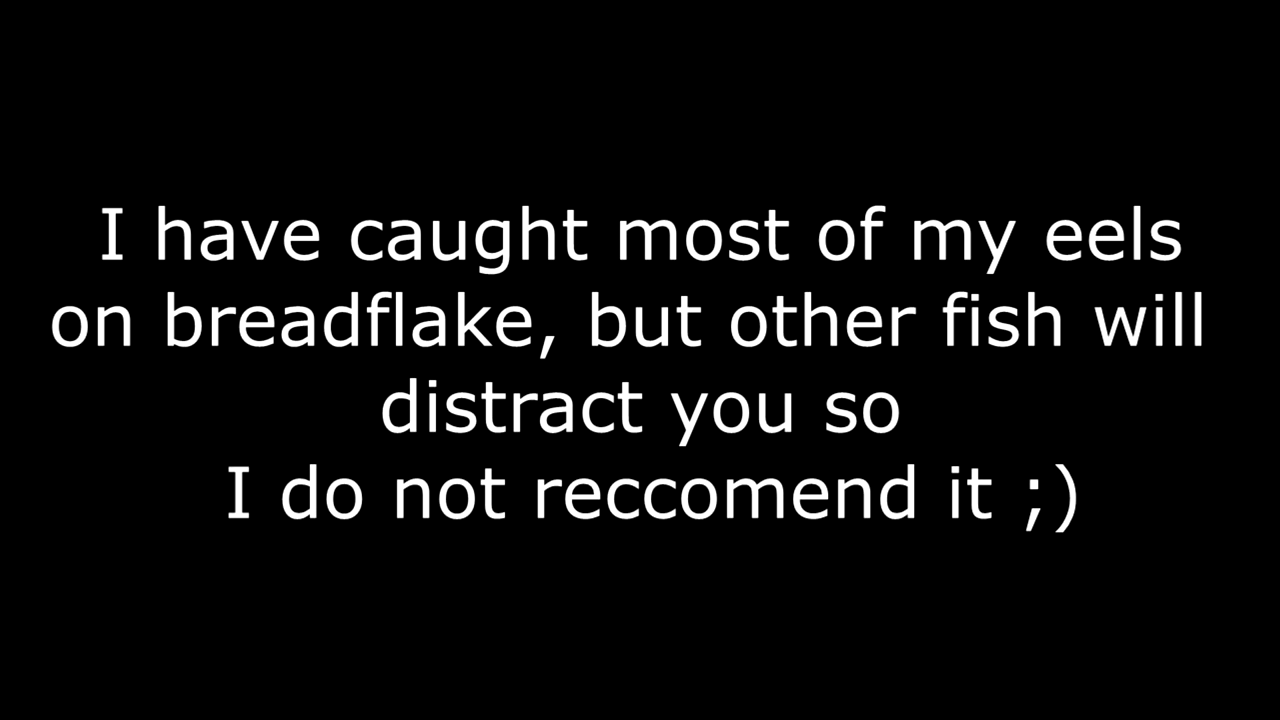 I have caught most of my eels
on breadflake, but other fish will
distract you so
I do not reccomend it ;)